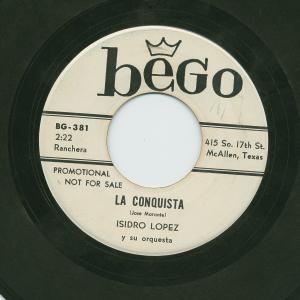 bego
BG-381
2:22
Ranchera
415 So. 17th St.
McAllen, Texas
PROMOTIONAL
NOT FOR SALE
LA CONQUISTA
(Jose Morante)
ISIDRO LOPEZ
y su orquesta